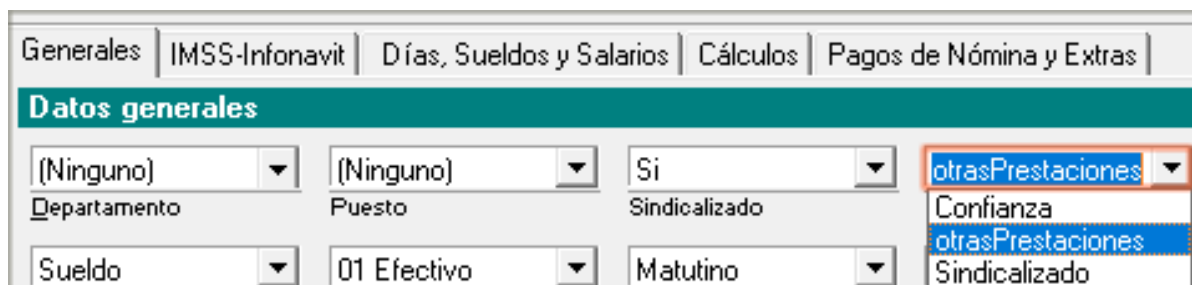 Generales IMSS-Infonavit Días, Sueldos y Salarios Cálculos Pagos de Nómina y Extras
Datos generales
(Ninguno) (Ninguno) Si otrasPrestaciones
Departamento Puesto Sindicalizado Confianza
otrasPrestaciones
Sueldo 01 Efectivo Matutino Sindicalizado